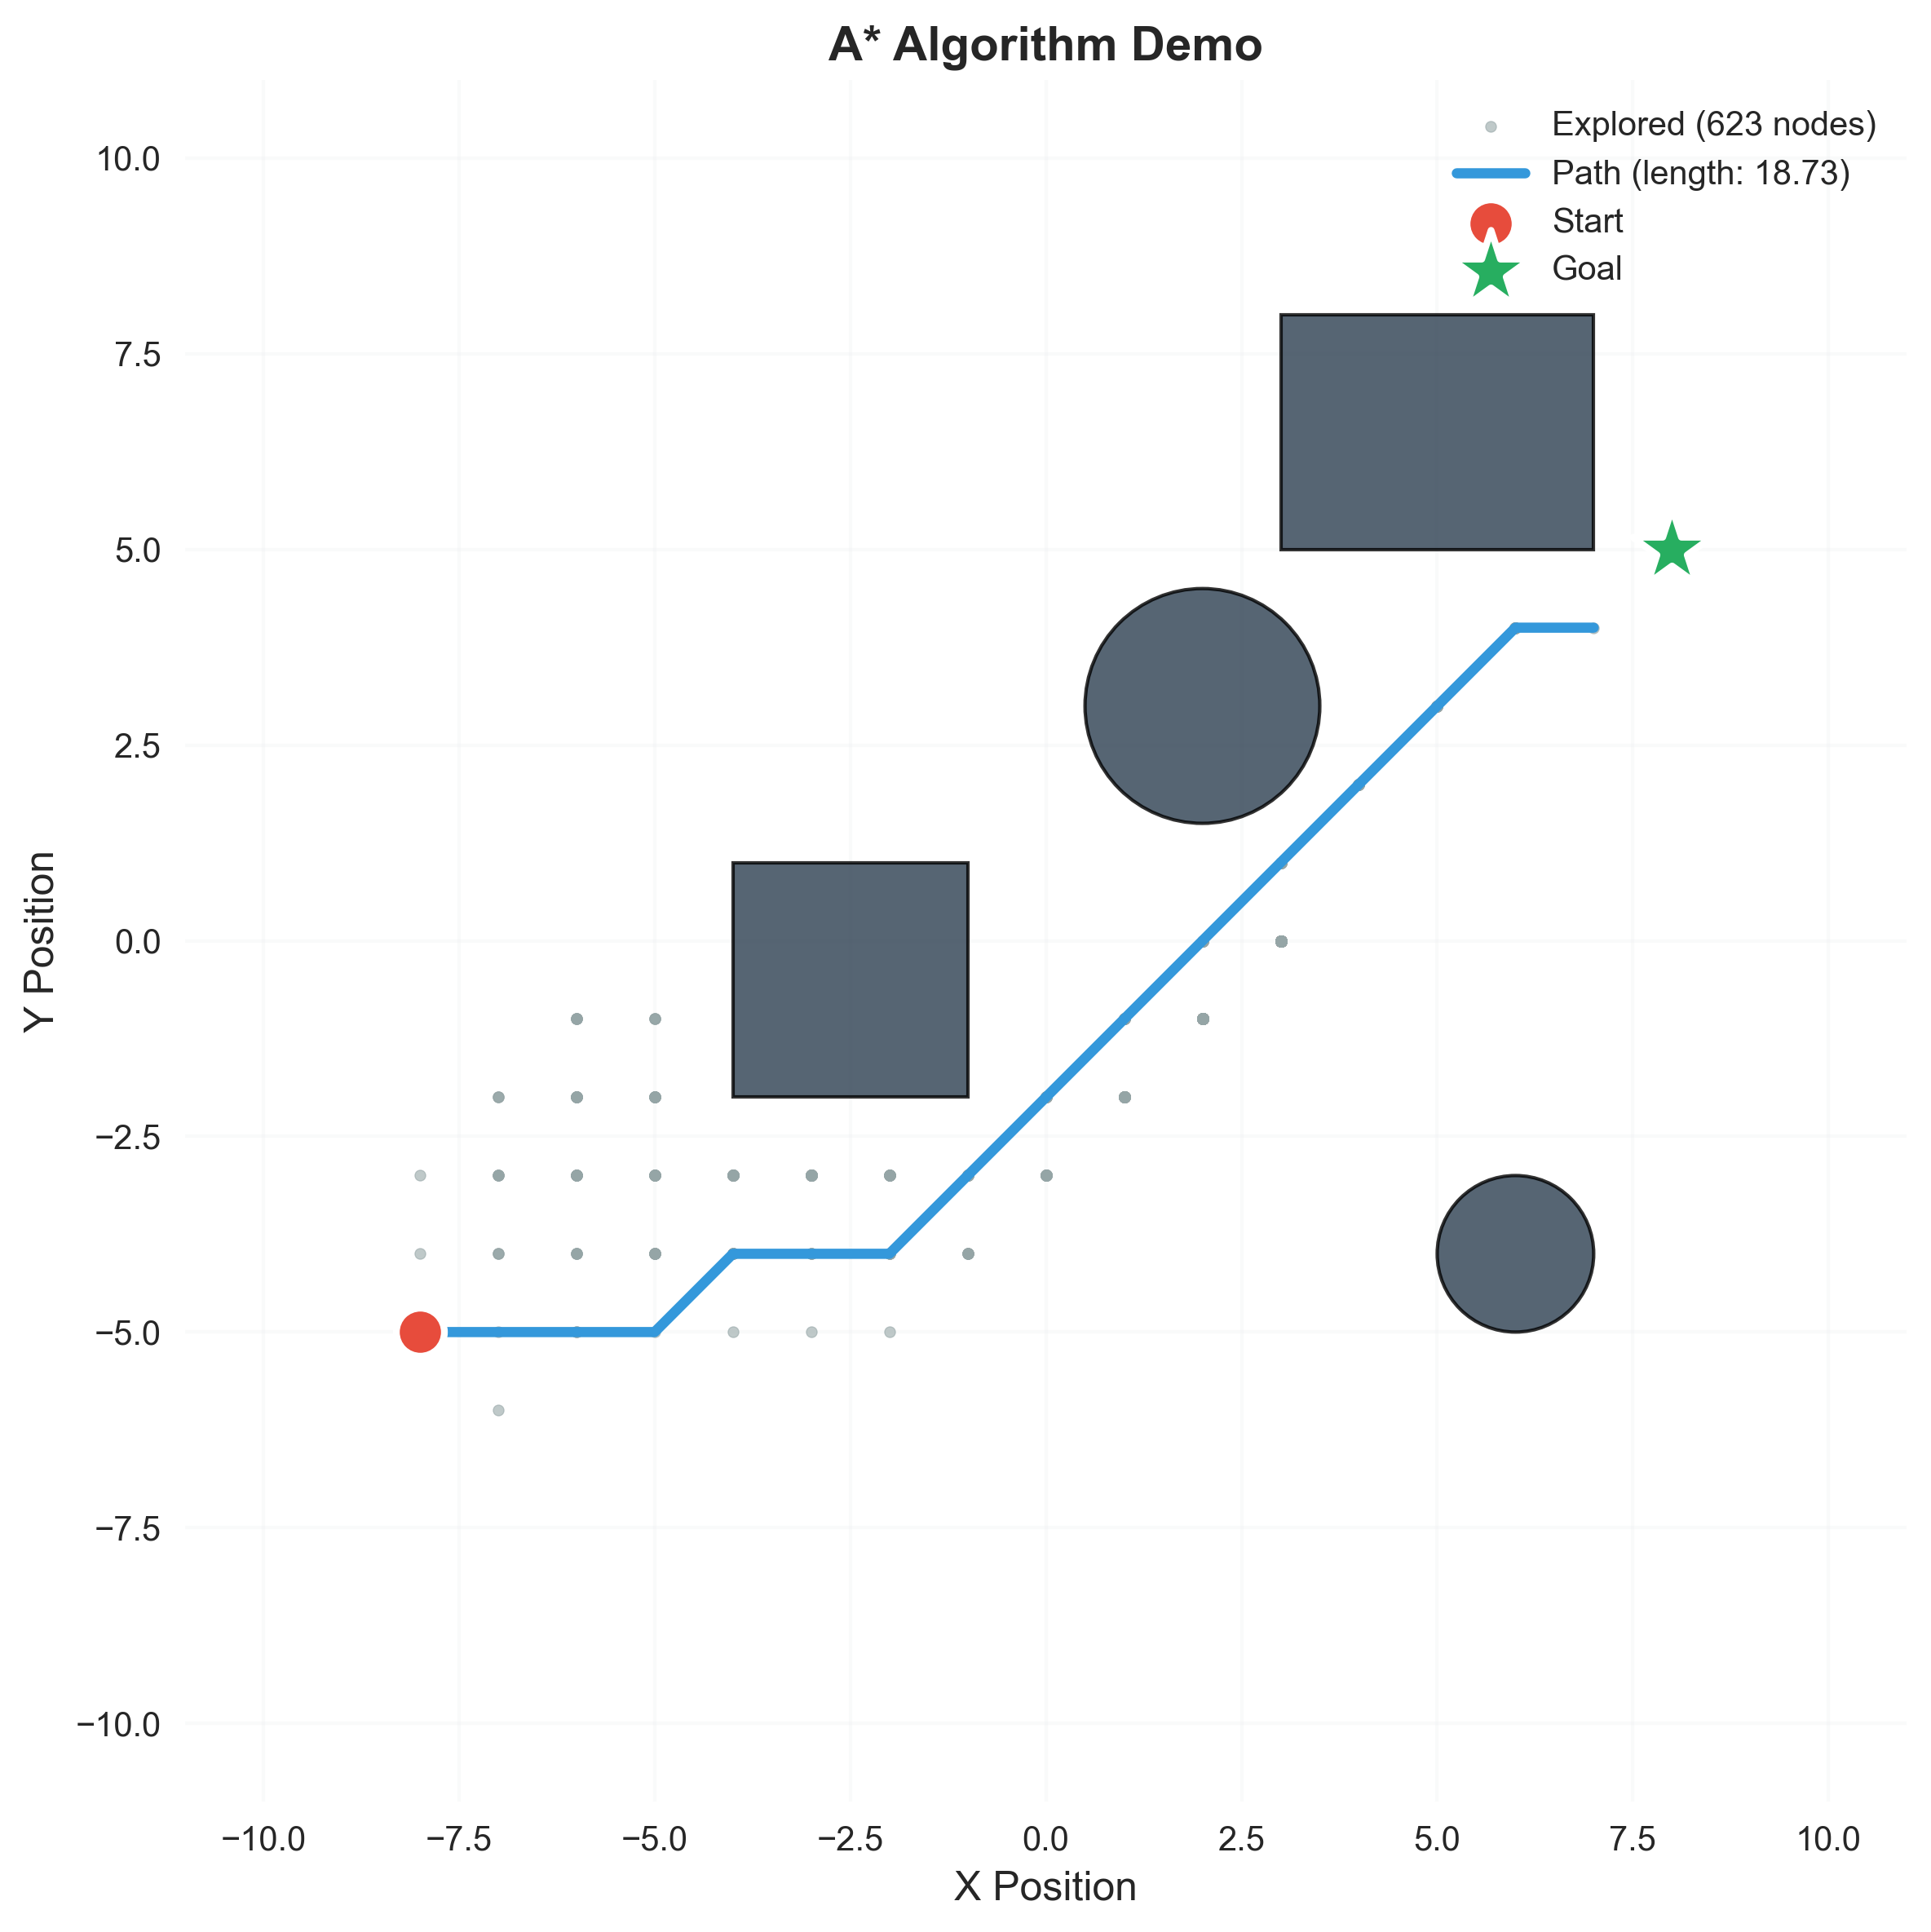 A* Algorithm Demo
Explored (623 nodes)
Path (length: 18.73)
Start
Goal
10.0
7.5
5.0
2.5
0.0
−2.5
−5.0
−7.5
−10.0
Y Position
−10.0 −7.5 −5.0 −2.5 0.0 2.5 5.0 7.5 10.0
X Position